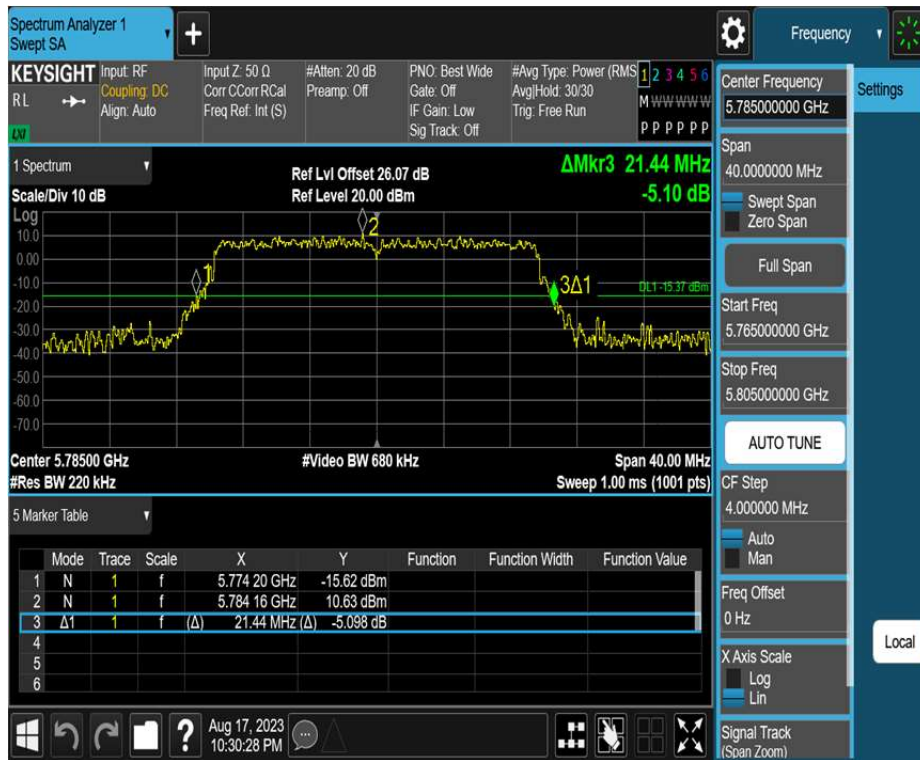 Spectrum Analyzer 1
Swept SA
+
Frequency
KEYSIGHT
RL
LXI
Input: RF
Coupling: DC
Align: Auto
Input Z: 50 Ω
Corr CCorr RCal
Freq Ref: Int (S)
#Atten: 20 dB
Preamp: Off
PNO: Best Wide
Gate: Off
IF Gain: Low
Sig Track: Off
#Avg Type: Power (RMS
Avg|Hold: 30/30
Trig: Free Run
1 2 3 4 5 6
M W W W W W
P P P P P P
1 Spectrum
Scale/Div 10 dB
Ref Lvl Offset 26.07 dB
Ref Level 20.00 dBm
ΔMkr3 21.44 MHz
-5.10 dB
Log
10.0
0.00
-10.0
-20.0
-30.0
-40.0
-50.0
-60.0
-70.0
1
2
3Δ1
DL1 -15.37 dBm
Center 5.78500 GHz
#Video BW 680 kHz
Span 40.00 MHz
#Res BW 220 kHz
Sweep 1.00 ms (1001 pts)
5 Marker Table
Mode Trace Scale X Y Function Function Width Function Value
1 N 1 f 5.774 20 GHz -15.62 dBm
2 N 1 f 5.784 16 GHz 10.63 dBm
3 Δ1 1 f (Δ) 21.44 MHz (Δ) -5.098 dB
4
5
6
?
Aug 17, 2023
10:30:28 PM
Center Frequency
5.785000000 GHz
Span
40.0000000 MHz
Swept Span
Zero Span
Full Span
Start Freq
5.765000000 GHz
Stop Freq
5.805000000 GHz
AUTO TUNE
CF Step
4.000000 MHz
Auto
Man
Freq Offset
0 Hz
X Axis Scale
Log
Lin
Signal Track
(Span Zoom)
Settings
Local